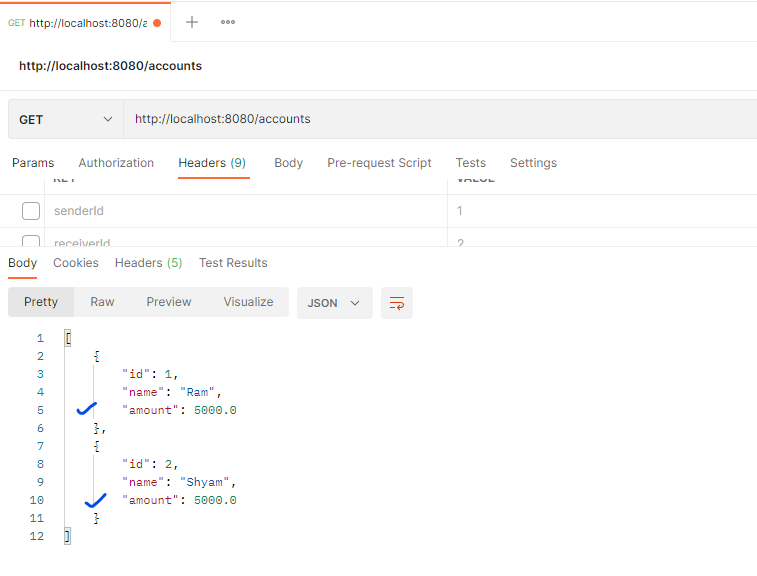 GET http://localhost:8080/a
http://localhost:8080/accounts
GET http://localhost:8080/accounts
Params Authorization Headers (9) Body Pre-request Script Tests Settings
KEY VALUE
senderId 1
receiverId 2
Body Cookies Headers (5) Test Results
Pretty Raw Preview Visualize JSON
1 [
2 {
3 "id": 1,
4 "name": "Ram",
5 "amount": 5000.0
6 },
7 {
8 "id": 2,
9 "name": "Shyam",
10 "amount": 5000.0
11 }
12 ]